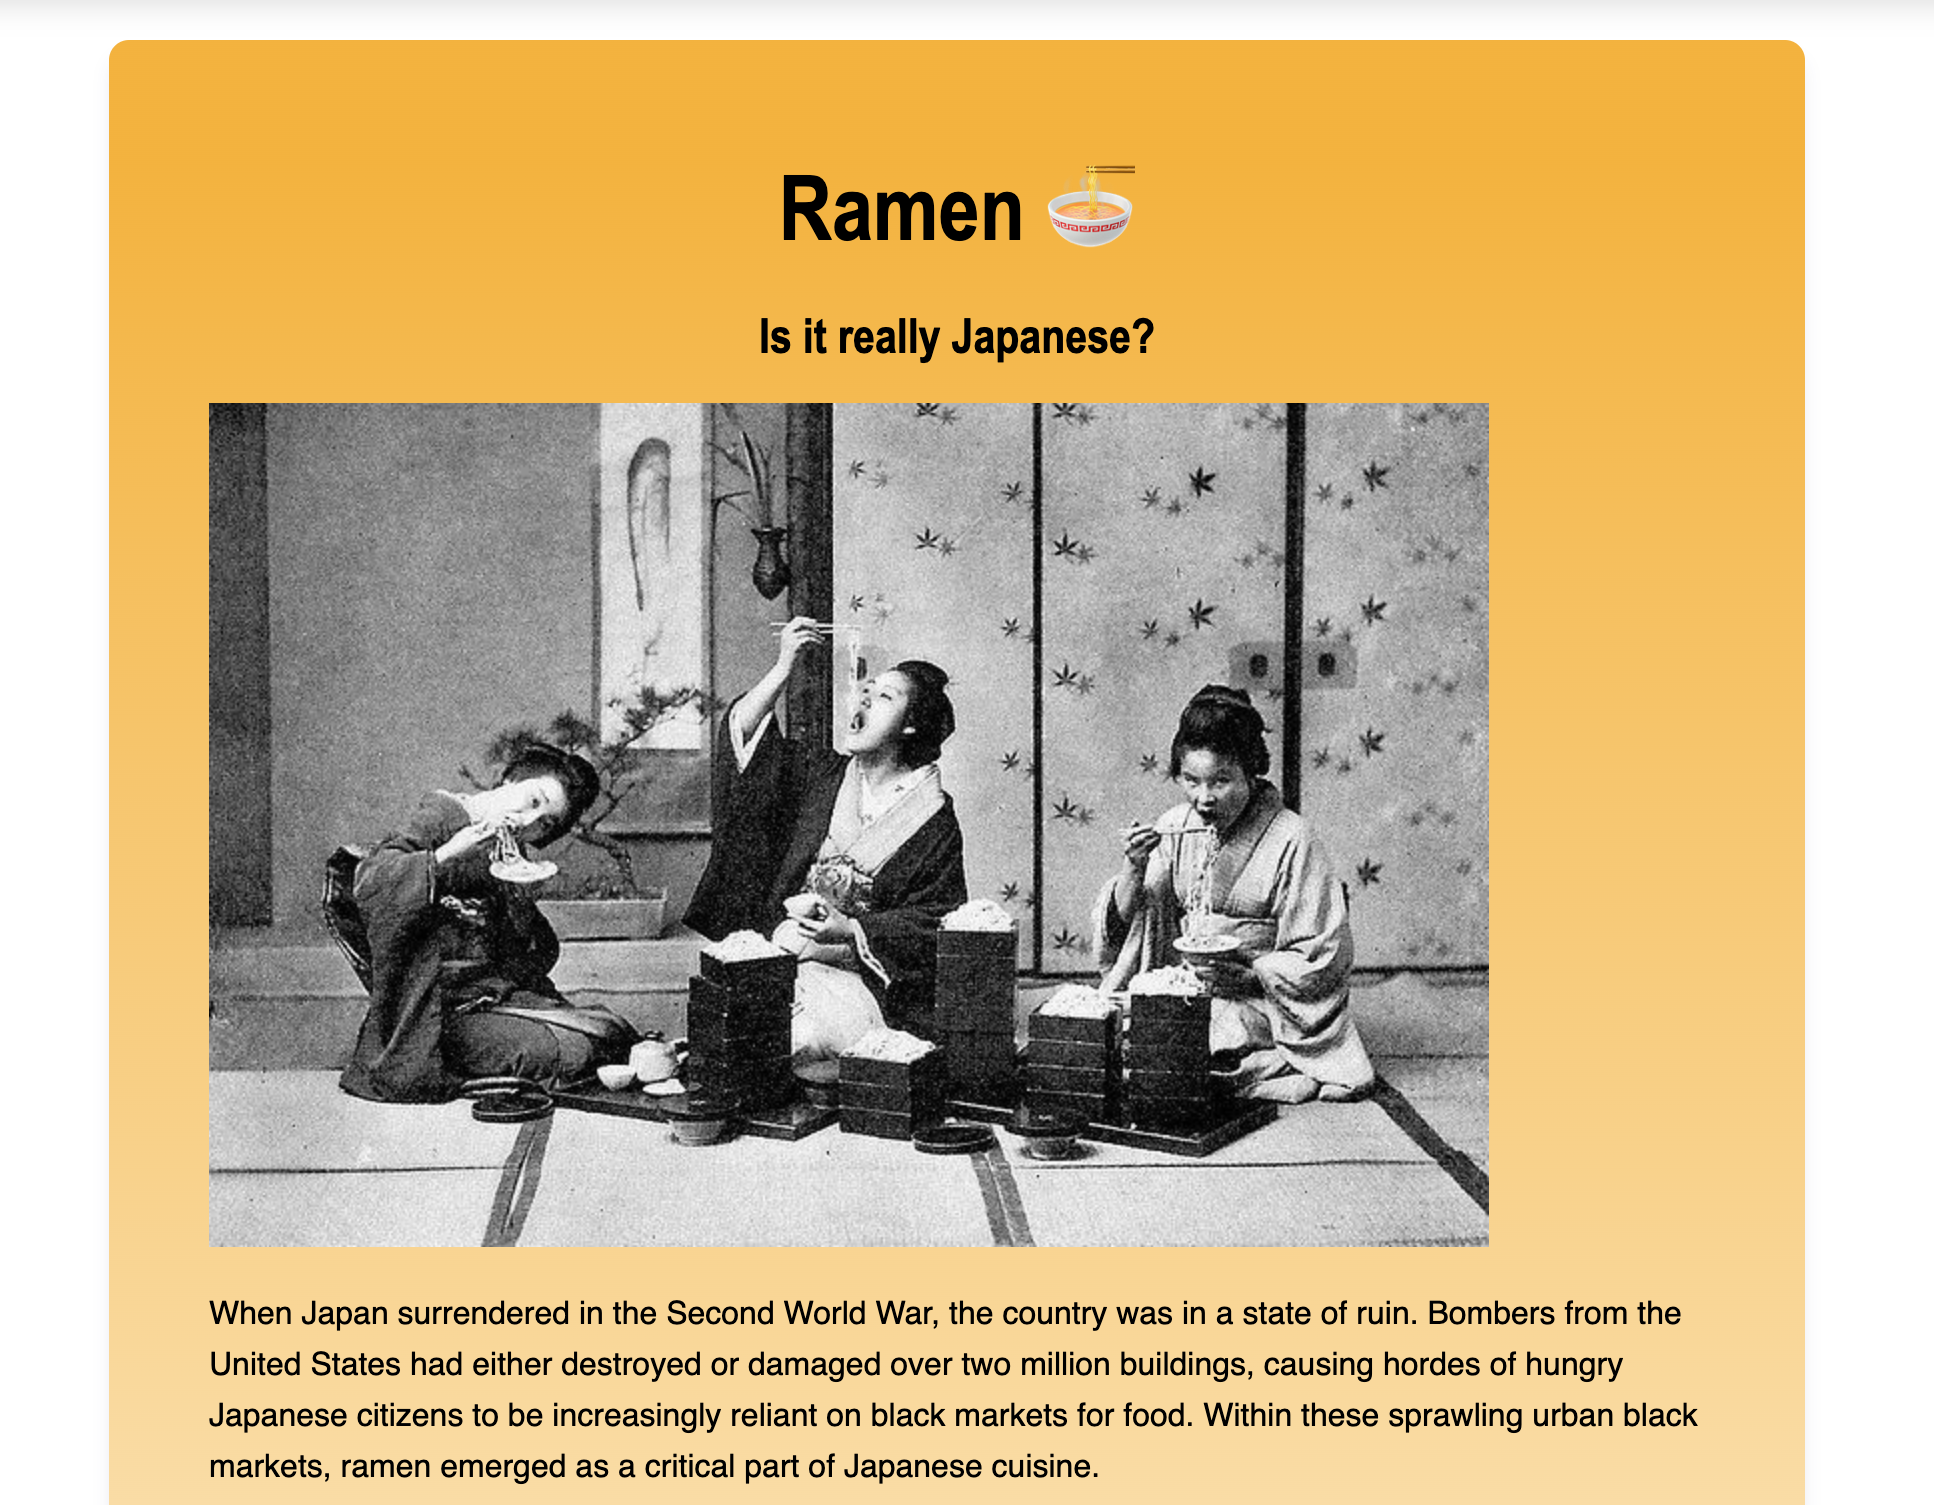 Ramen 🍜
Is it really Japanese?
When Japan surrendered in the Second World War, the country was in a state of ruin. Bombers from the
United States had either destroyed or damaged over two million buildings, causing hordes of hungry
Japanese citizens to be increasingly reliant on black markets for food. Within these sprawling urban black
markets, ramen emerged as a critical part of Japanese cuisine.